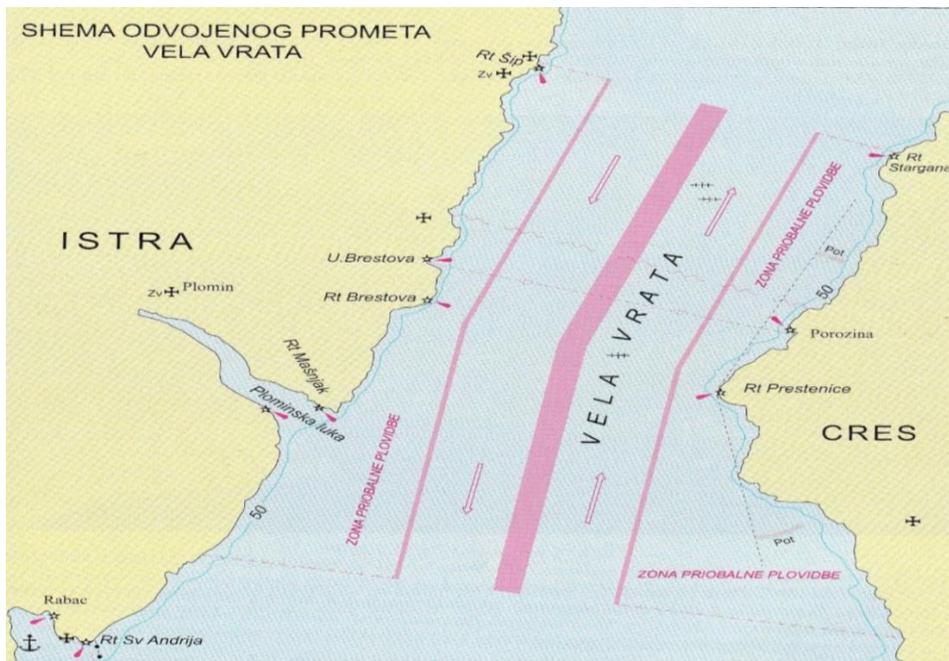 SHEMA ODVOJENOG PROMETA
VELA VRATA
Rt Šip
Zv
Rt
Stargana
ZONA PRIOBALNE PLOVIDBE
ISTRA
U.Brestova
Pot
Zv
Plomin
Rt Brestova
50
VELA VRATA
Porozina
Rt Mašnjak
Plominska luka
Rt Prestenice
ZONA PRIOBALNE PLOVIDBE
CRES
50
Pot
ZONA PRIOBALNE PLOVIDBE
Rabac
Rt Sv Andrija